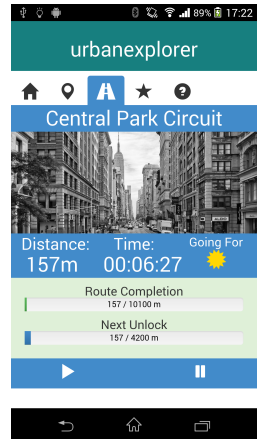 89% 17:22
urbanexplorer
Central Park Circuit
Distance: Time: Going For
157m 00:06:27
Route Completion
157 / 10100 m
Next Unlock
157 / 4200 m